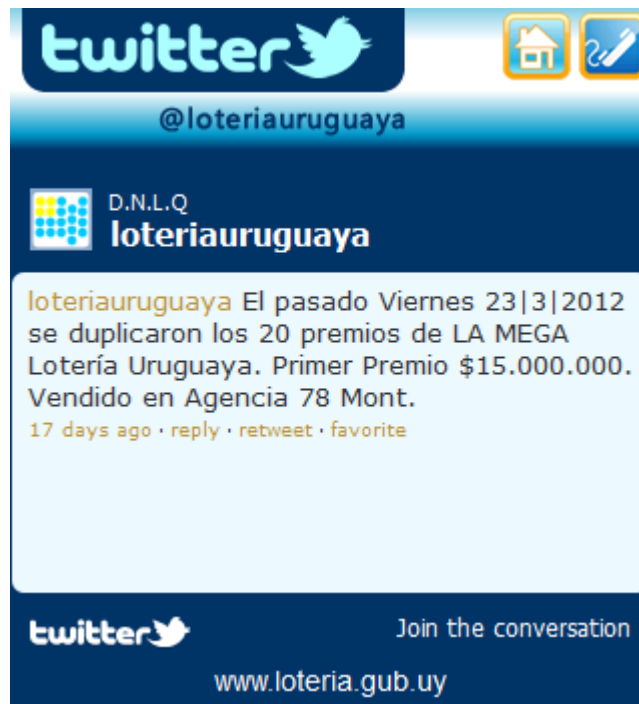 twitter
@loteriauruguaya
D.N.L.Q
loteriauruguaya
loteriauruguaya El pasado Viernes 23|3|2012
se duplicaron los 20 premios de LA MEGA
Lotería Uruguaya. Primer Premio $15.000.000.
Vendido en Agencia 78 Mont.
17 days ago · reply · retweet · favorite
twitter Join the conversation
www.loteria.gub.uy